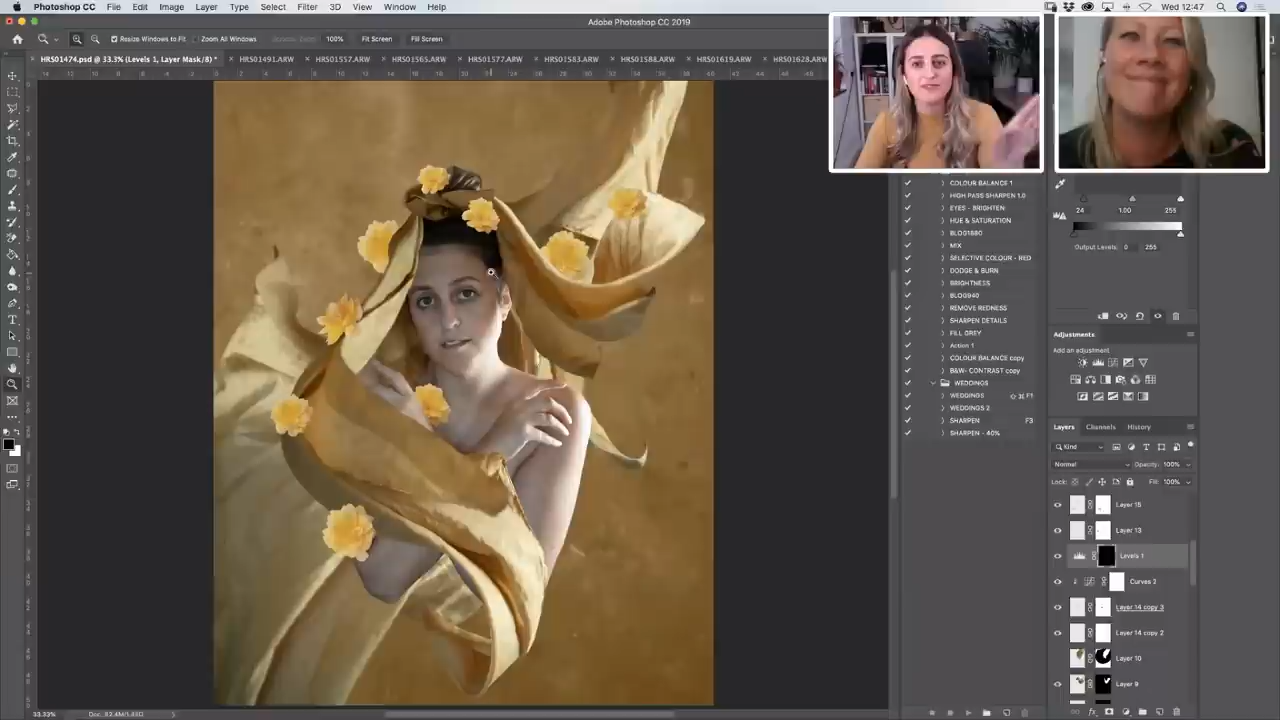 Photoshop CC File Edit Image Layer Type Select Filter 3D View Window Help
Wed 12:47
Adobe Photoshop CC 2019
Resize Windows to Fit Zoom All Windows 100% Fit Screen Fill Screen
HRS01474.psd @ 33.3% (Levels 1, Layer Mask/8) * HRS01491.ARW HRS01557.ARW HRS01565.ARW HRS01577.ARW HRS01583.ARW HRS01588.ARW HRS01619.ARW HRS01628.ARW
COLOUR BALANCE 1
HIGH PASS SHARPEN 1.0
EYES - BRIGHTEN
HUE & SATURATION
BLOG1880
MIX
SELECTIVE COLOUR - RED
DODGE & BURN
BRIGHTNESS
BLOG940
REMOVE REDNESS
SHARPEN DETAILS
FILL GREY
Action 1
COLOUR BALANCE copy
B&W- CONTRAST copy
WEDDINGS
WEDDINGS F1
WEDDINGS 2
SHARPEN F3
SHARPEN - 40%
24 1.00 255
Output Levels: 0 255
Adjustments
Add an adjustment
Layers Channels History
Kind
Normal Opacity: 100%
Lock: Fill: 100%
Layer 15
Layer 13
Levels 1
Curves 2
Layer 14 copy 3
Layer 14 copy 2
Layer 10
Layer 9
33.33%